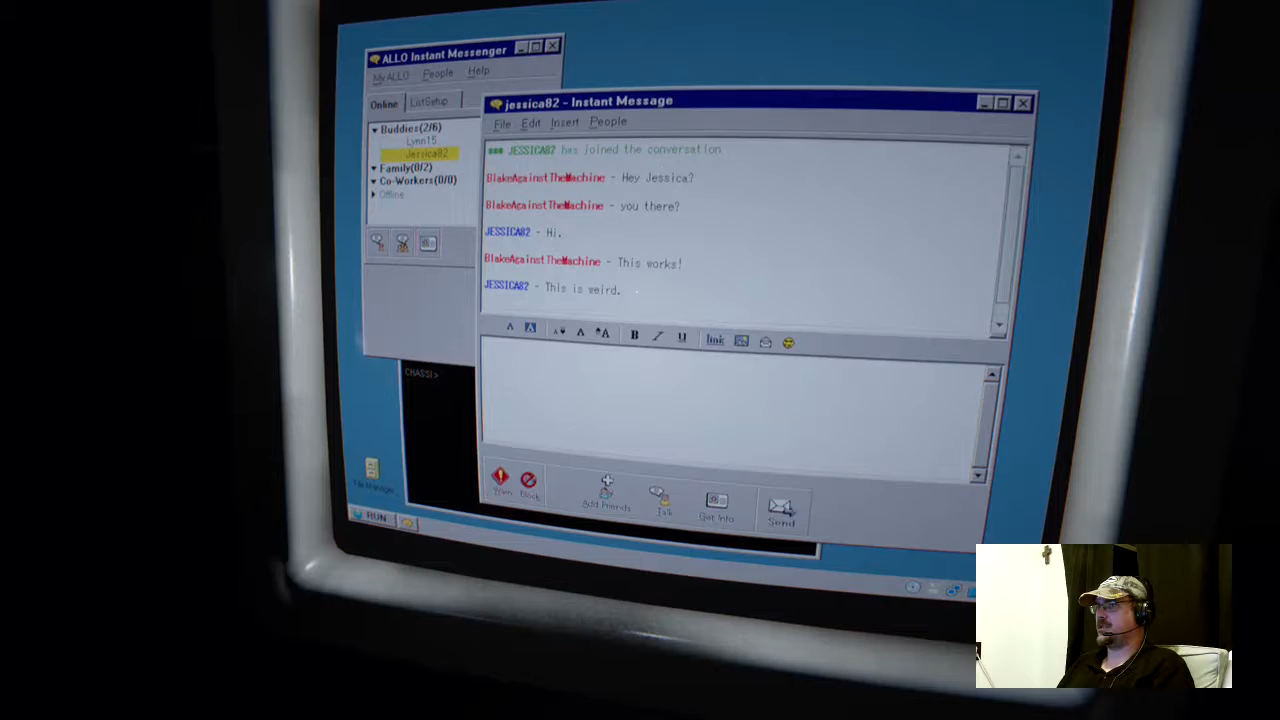 ALLO Instant Messenger
My ALLO People Help
Online ListSetup
Buddies(2/6)
Lynn15
Jessica82
Family(0/2)
Co-Workers(0/0)
Offline
jessica82 - Instant Message
File Edit Insert People
*** JESSICA82 has joined the conversation
BlakeAgainstTheMachine - Hey Jessica?
BlakeAgainstTheMachine - you there?
JESSICA82 - Hi.
BlakeAgainstTheMachine - This works!
JESSICA82 - This is weird.
A A A A A B I U link
CHASSI>
Warn Block Add Friends Talk Get Info Send
File Manager
RUN